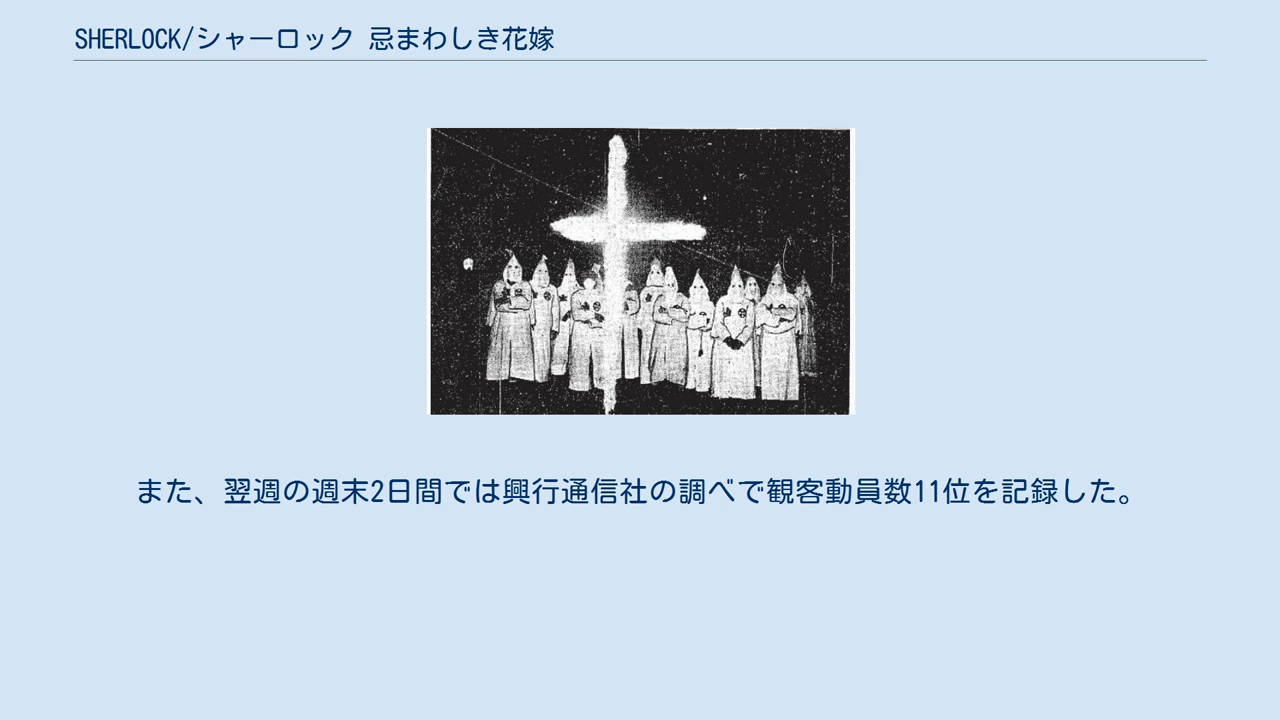 SHERLOCK/シャーロック 忌まわしき花嫁
また、翌週の週末2日間では興行通信社の調べで観客動員数11位を記録した。